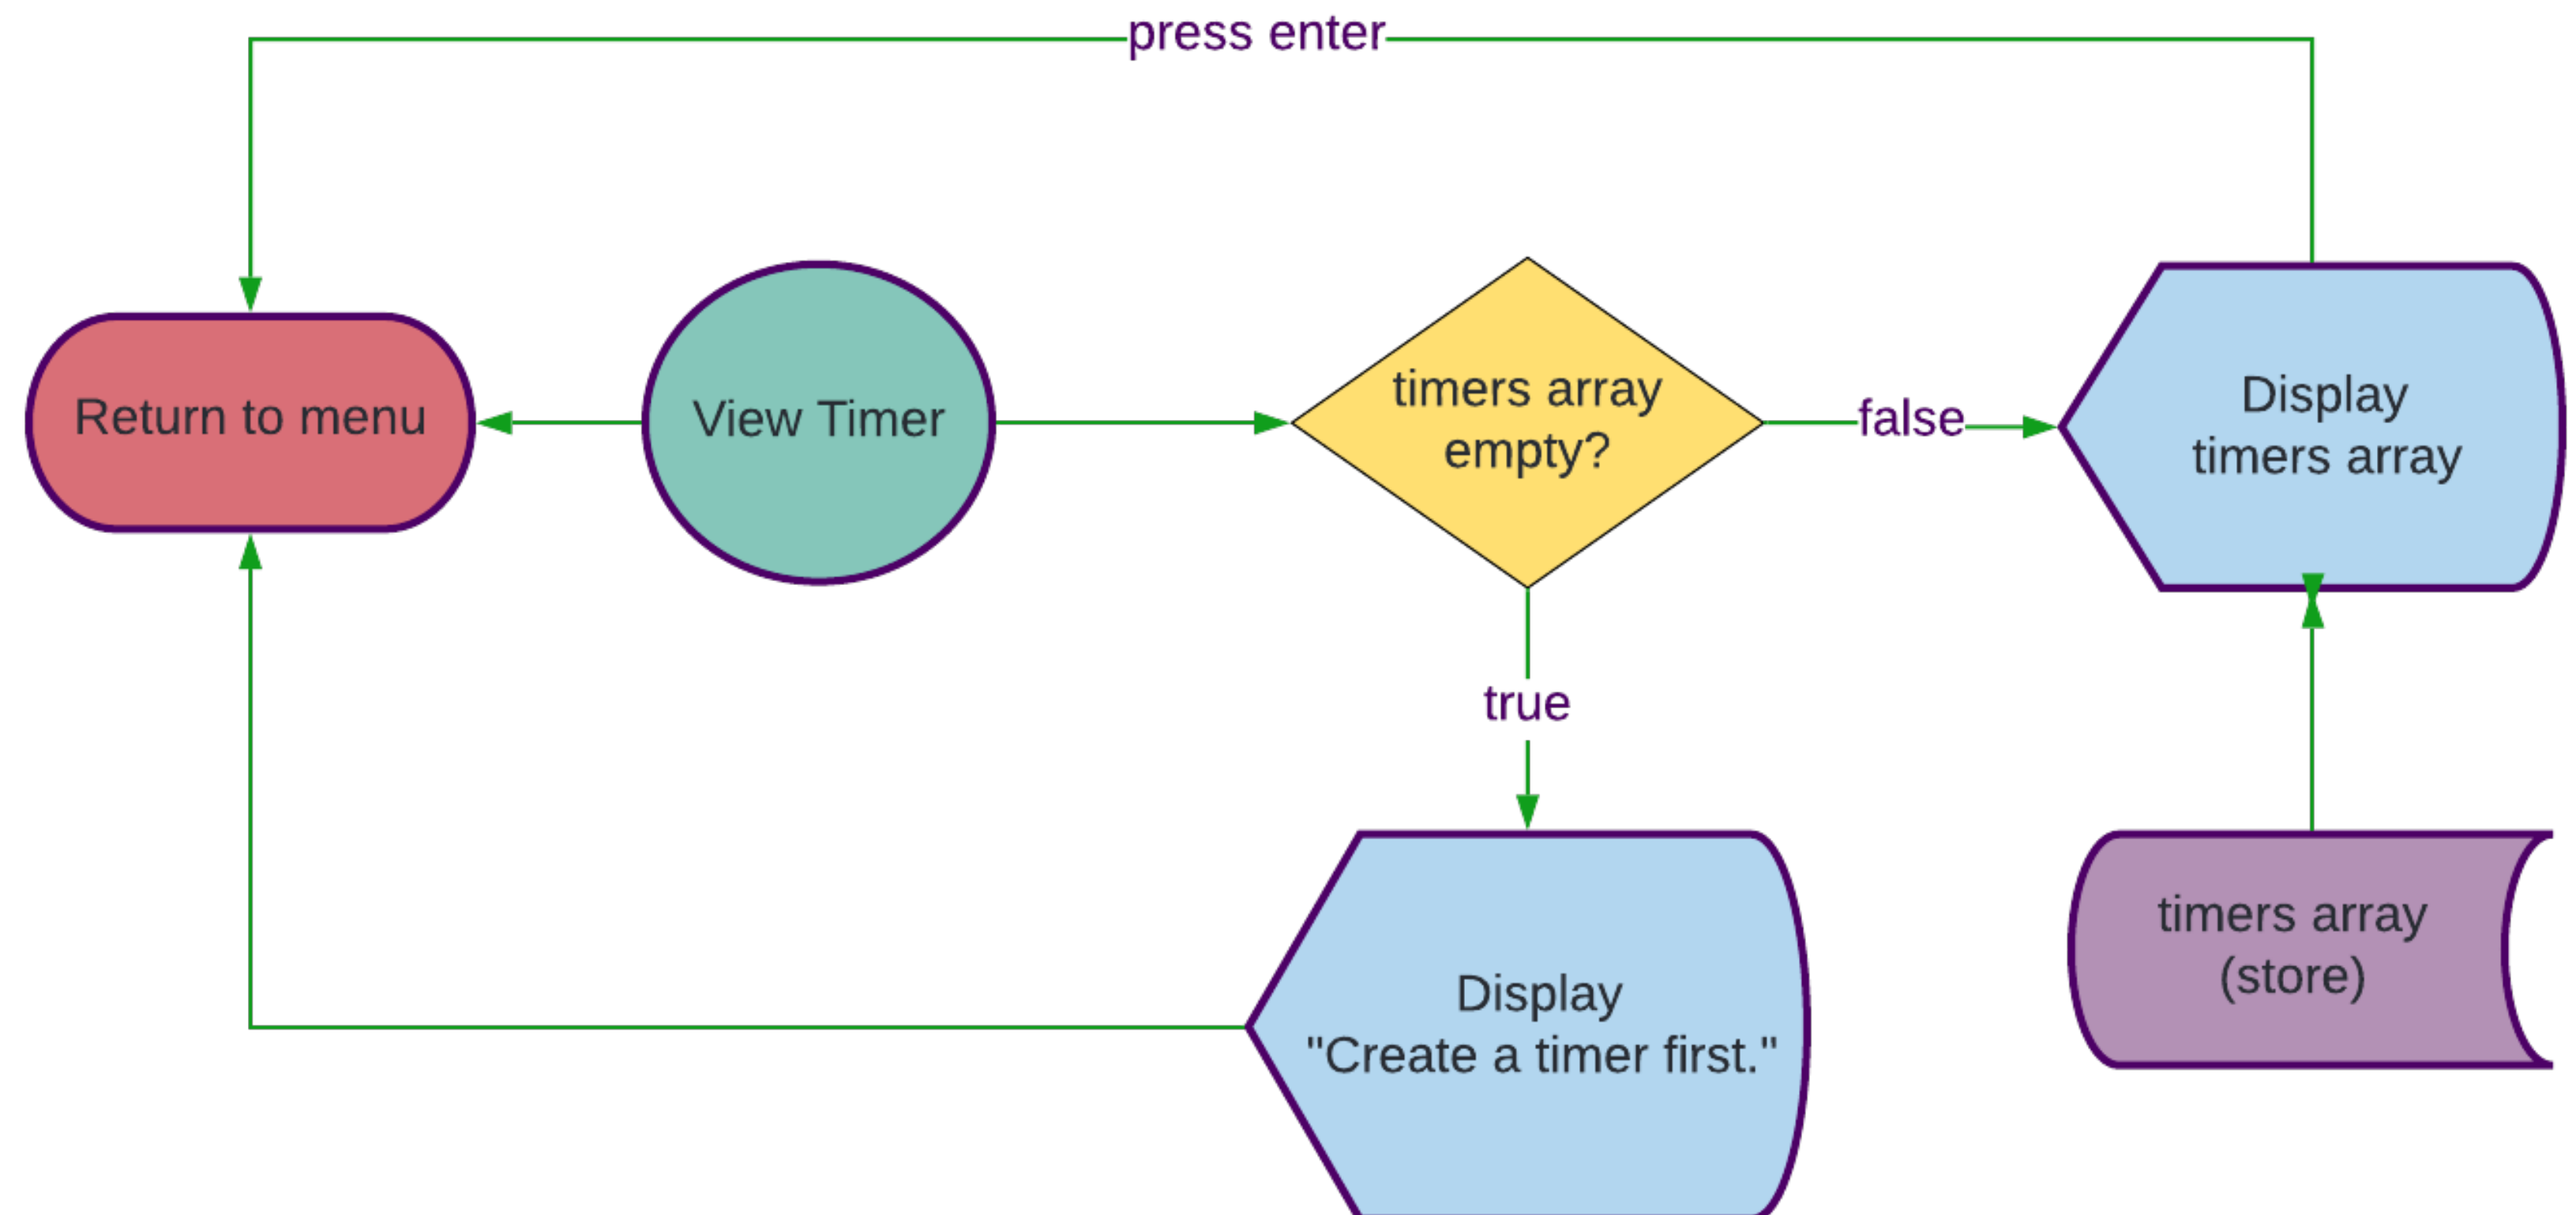 press enter
Return to menu
View Timer
timers array
empty?
false
Display
timers array
true
Display
"Create a timer first."
timers array
(store)